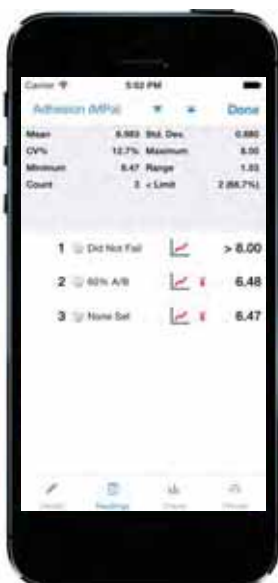 Carrier 5:02 PM
Adhesion (MPa) Done
Mean 6.983 Std. Dev. 0.880
CV% 12.7% Maximum 8.00
Minimum 6.47 Range 1.53
Count 3 < Limit 2 (66.7%)
1 Did Not Fail > 8.00
2 60% A/B 6.48
3 None Set 6.47
Readings